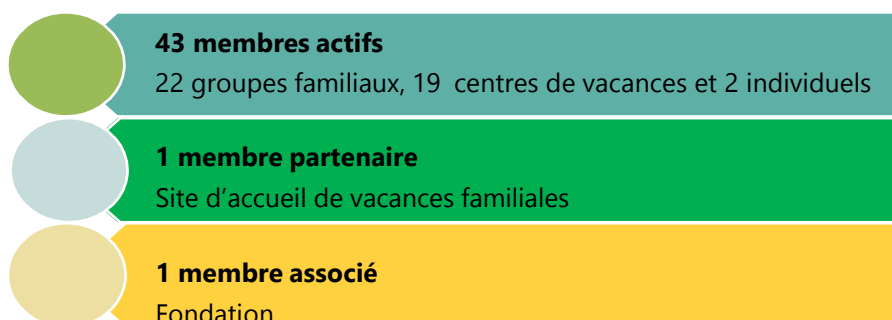 43 membres actifs
22 groupes familiaux, 19 centres de vacances et 2 individuels
1 membre partenaire
Site d’accueil de vacances familiales
1 membre associé
Fondation